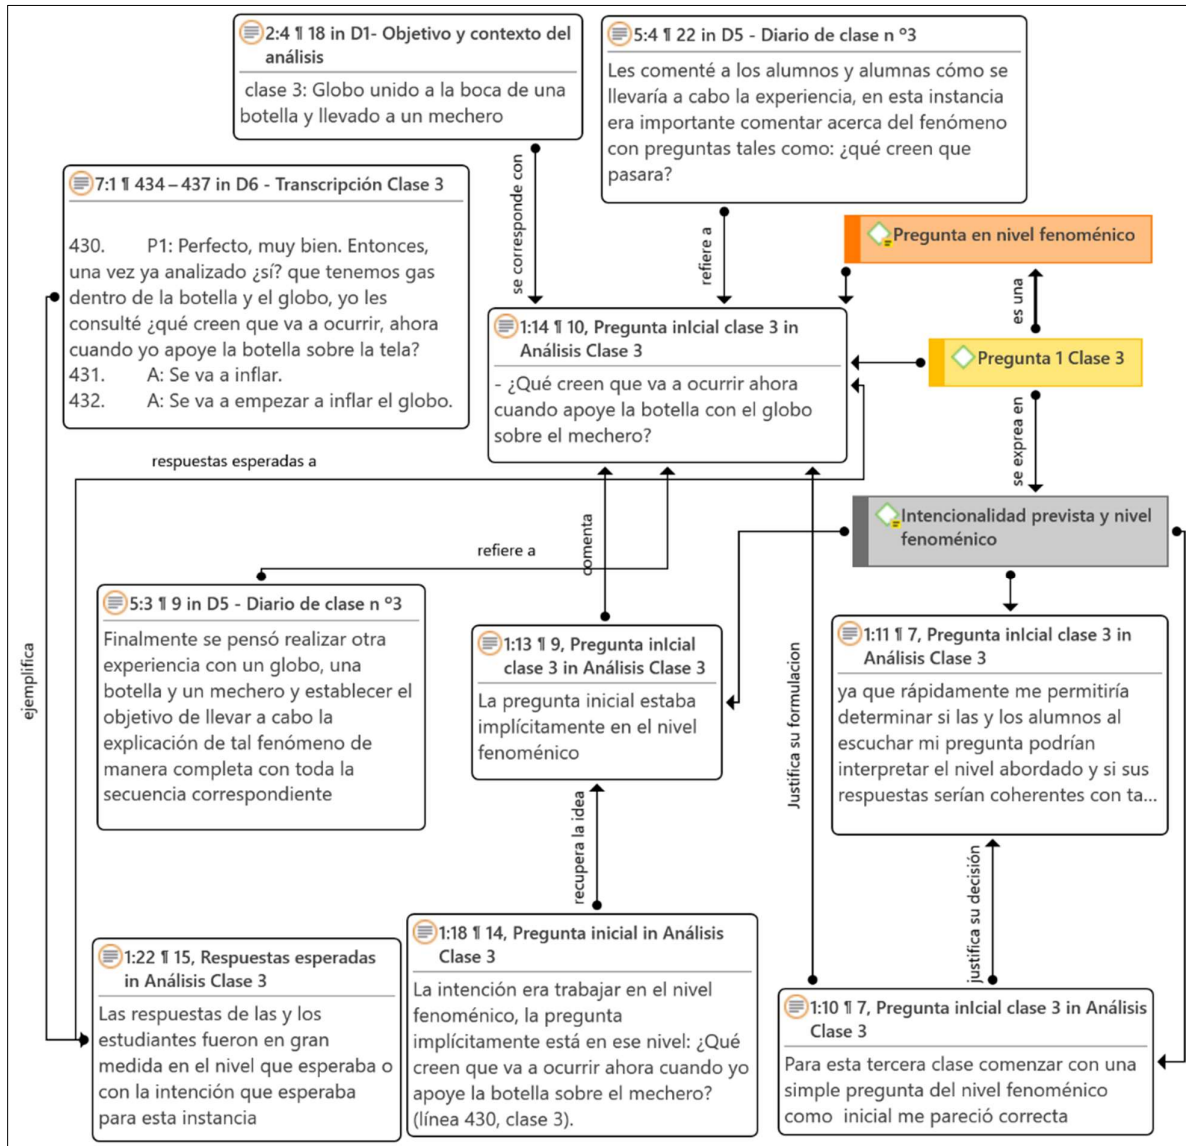 2:4 ¶ 18 in D1- Objetivo y contexto del
análisis
clase 3: Globo unido a la boca de una
botella y llevado a un mechero
5:4 ¶ 22 in D5 - Diario de clase n º3
Les comenté a los alumnos y alumnas cómo se
llevaría a cabo la experiencia, en esta instancia
era importante comentar acerca del fenómeno
con preguntas tales como: ¿qué creen que
pasara?
7:1 ¶ 434 – 437 in D6 - Transcripción Clase 3
430. P1: Perfecto, muy bien. Entonces,
una vez ya analizado ¿sí? que tenemos gas
dentro de la botella y el globo, yo les
consulté ¿qué creen que va a ocurrir, ahora
cuando yo apoye la botella sobre la tela?
431. A: Se va a inflar.
432. A: Se va a empezar a inflar el globo.
se corresponde con
refiere a
Pregunta en nivel fenoménico
es una
Pregunta 1 Clase 3
1:14 ¶ 10, Pregunta inIcial clase 3 in
Análisis Clase 3
- ¿Qué creen que va a ocurrir ahora
cuando apoye la botella con el globo
sobre el mechero?
se exprea en
respuestas esperadas a
Intencionalidad prevista y nivel
fenoménico
refiere a
comenta
5:3 ¶ 9 in D5 - Diario de clase n º3
Finalmente se pensó realizar otra
experiencia con un globo, una
botella y un mechero y establecer el
objetivo de llevar a cabo la
explicación de tal fenómeno de
manera completa con toda la
secuencia correspondiente
1:13 ¶ 9, Pregunta inIcial
clase 3 in Análisis Clase 3
La pregunta inicial estaba
implícitamente en el nivel
fenoménico
1:11 ¶ 7, Pregunta inIcial clase 3 in
Análisis Clase 3
ya que rápidamente me permitiría
determinar si las y los alumnos al
escuchar mi pregunta podrían
interpretar el nivel abordado y si sus
respuestas serían coherentes con ta...
ejemplifica
Justifica su formulacion
recupera la idea
justifica su decisión
1:22 ¶ 15, Respuestas esperadas
in Análisis Clase 3
Las respuestas de las y los
estudiantes fueron en gran
medida en el nivel que esperaba o
con la intención que esperaba
para esta instancia
1:18 ¶ 14, Pregunta inicial in Análisis
Clase 3
La intención era trabajar en el nivel
fenoménico, la pregunta
implícitamente está en ese nivel: ¿Qué
creen que va a ocurrir ahora cuando yo
apoye la botella sobre el mechero?
(línea 430, clase 3).
1:10 ¶ 7, Pregunta inIcial clase 3 in Análisis
Clase 3
Para esta tercera clase comenzar con una
simple pregunta del nivel fenoménico
como inicial me pareció correcta